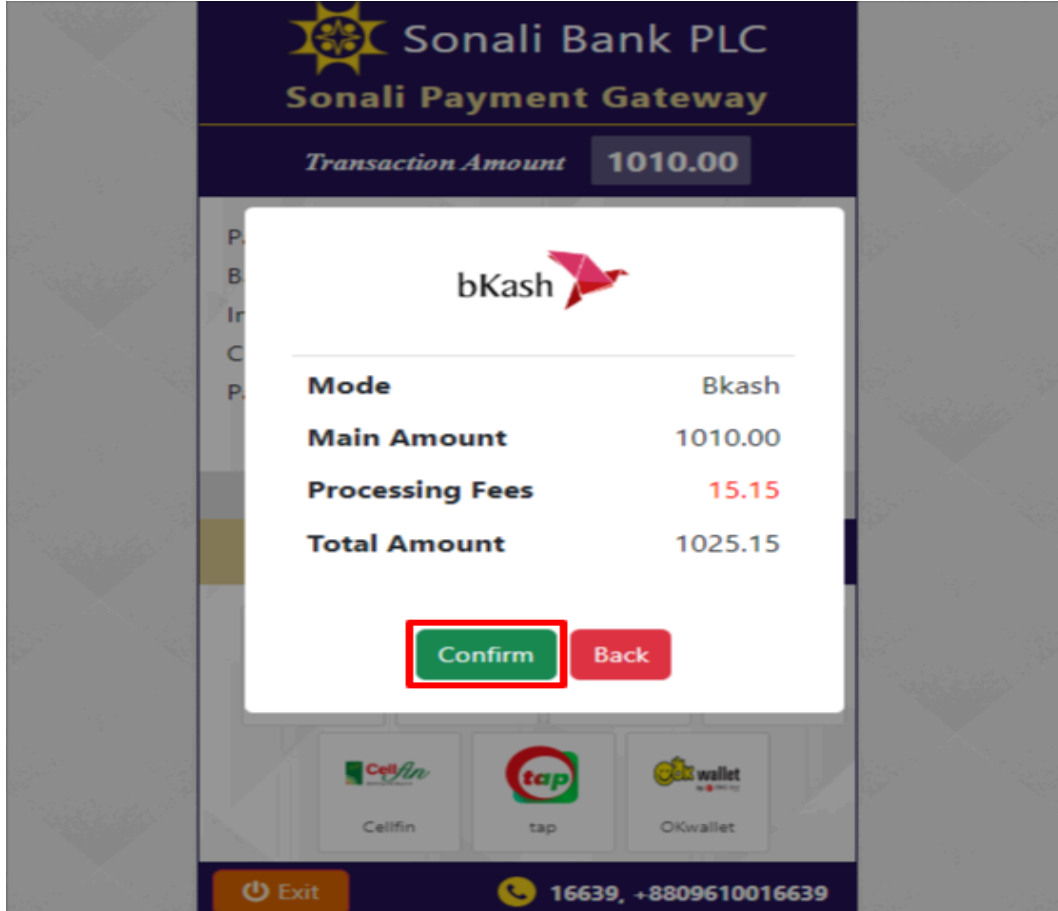 Sonali Bank PLC
Sonali Payment Gateway
Transaction Amount 1010.00
bKash
Mode Bkash
Main Amount 1010.00
Processing Fees 15.15
Total Amount 1025.15
Confirm Back
Cellfin tap OK wallet
Cellfin tap OKwallet
Exit 16639, +8809610016639